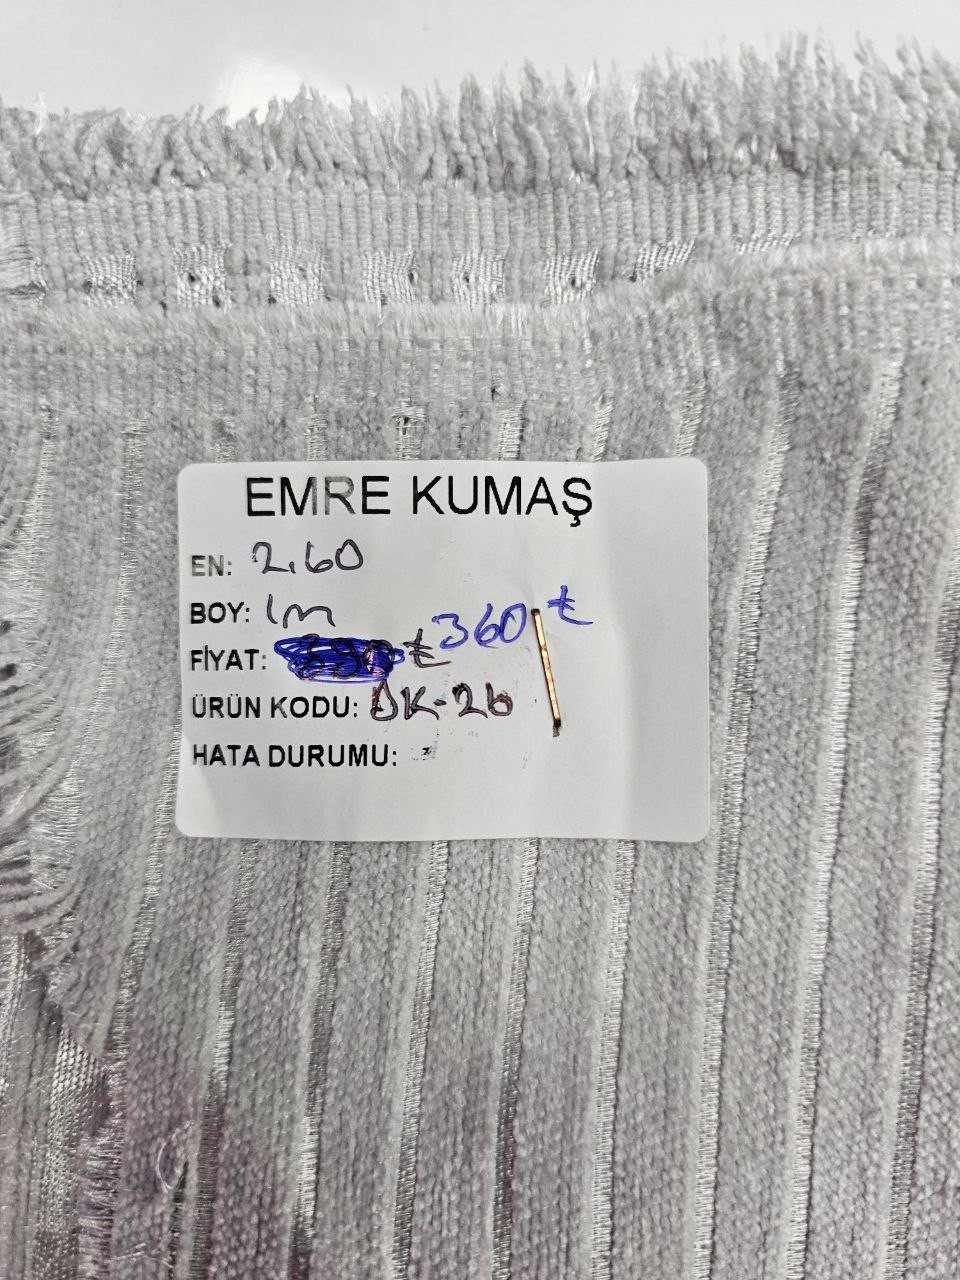 EMRE KUMAŞ
EN: 2.60
BOY: 1m
FİYAT: ₺ 360 ₺
ÜRÜN KODU: DK-26
HATA DURUMU: